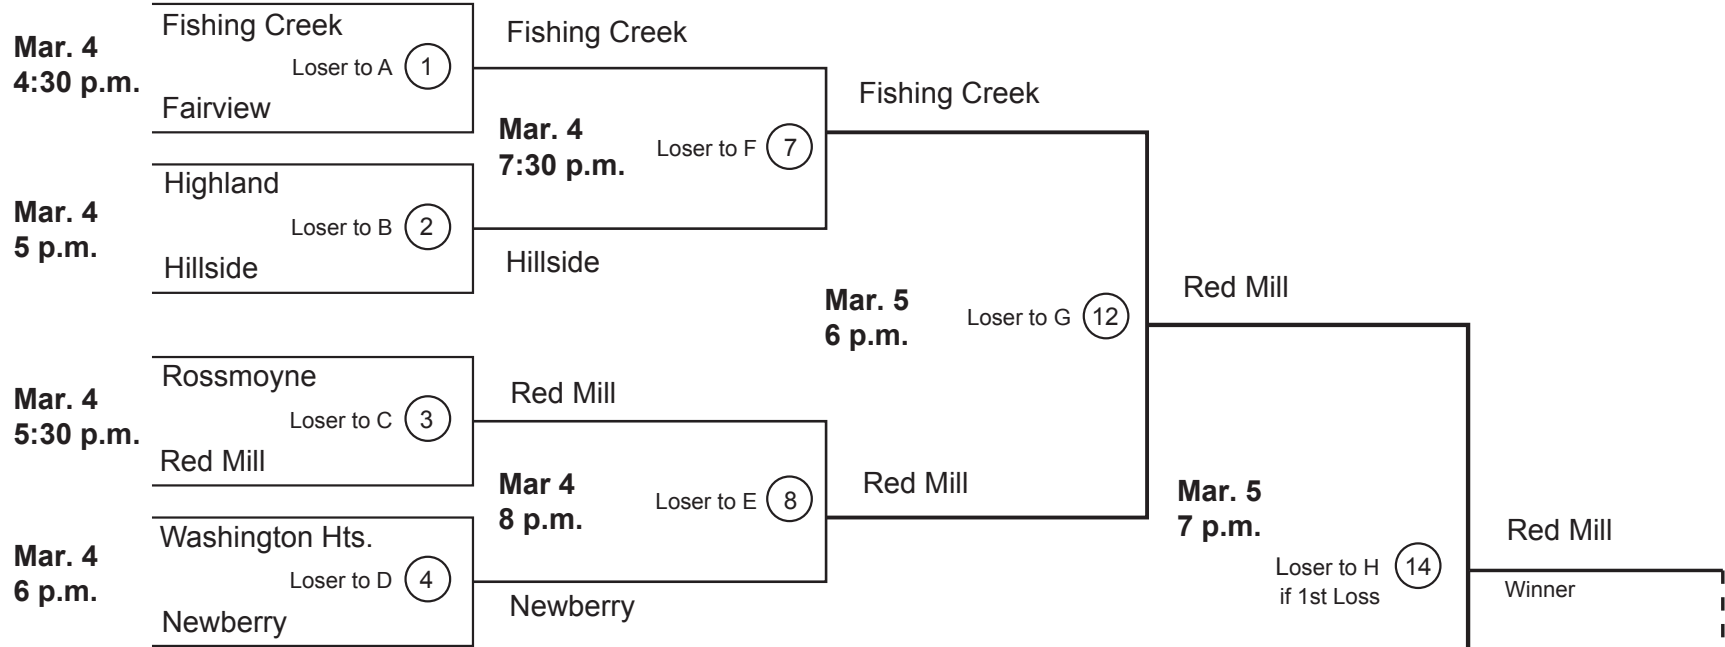 Mar. 4
4:30 p.m.
Fishing Creek
Loser to A 1
Fairview
Mar. 4
5 p.m.
Highland
Loser to B 2
Hillside
Mar. 4
5:30 p.m.
Rossmoyne
Loser to C 3
Red Mill
Mar. 4
6 p.m.
Washington Hts.
Loser to D 4
Newberry
Fishing Creek
Mar. 4
7:30 p.m.
Loser to F 7
Hillside
Red Mill
Mar 4
8 p.m.
Loser to E 8
Newberry
Fishing Creek
Mar. 5
6 p.m.
Loser to G 12
Red Mill
Red Mill
Mar. 5
7 p.m.
Loser to H 14
if 1st Loss
Red Mill
Winner